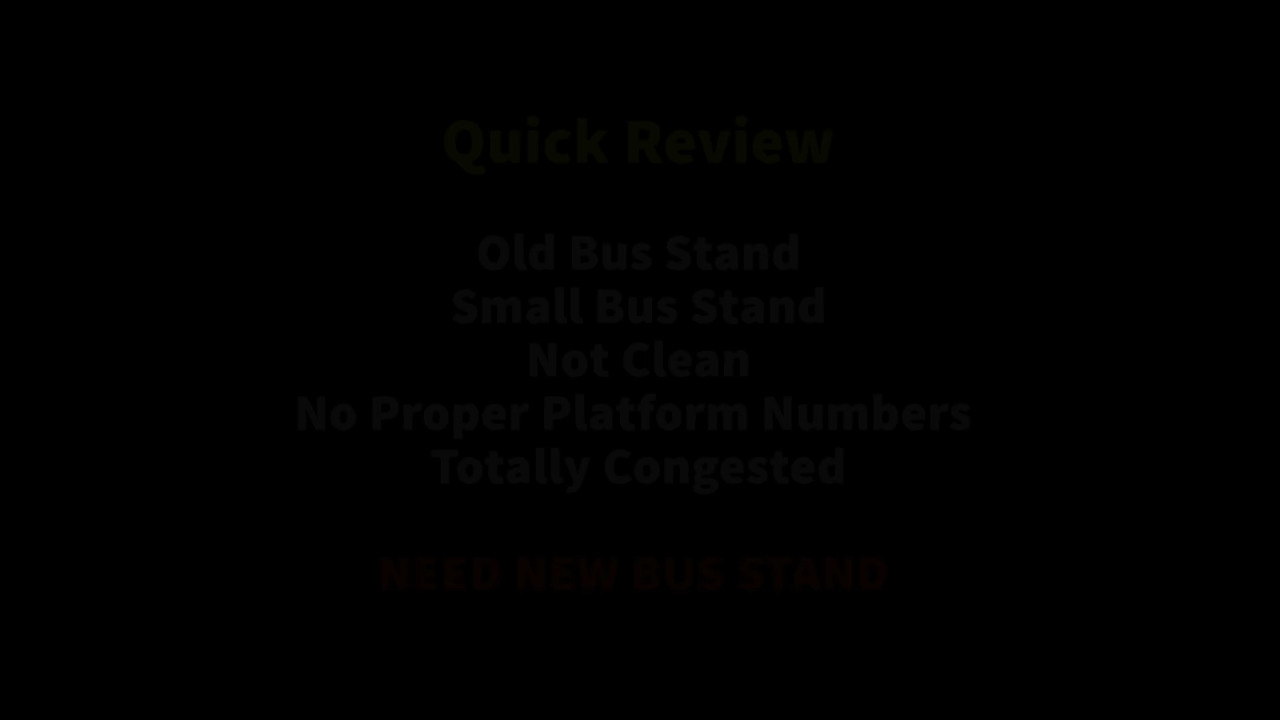 Quick Review
Old Bus Stand
Small Bus Stand
Not Clean
No Proper Platform Numbers
Totally Congested
NEED NEW BUS STAND